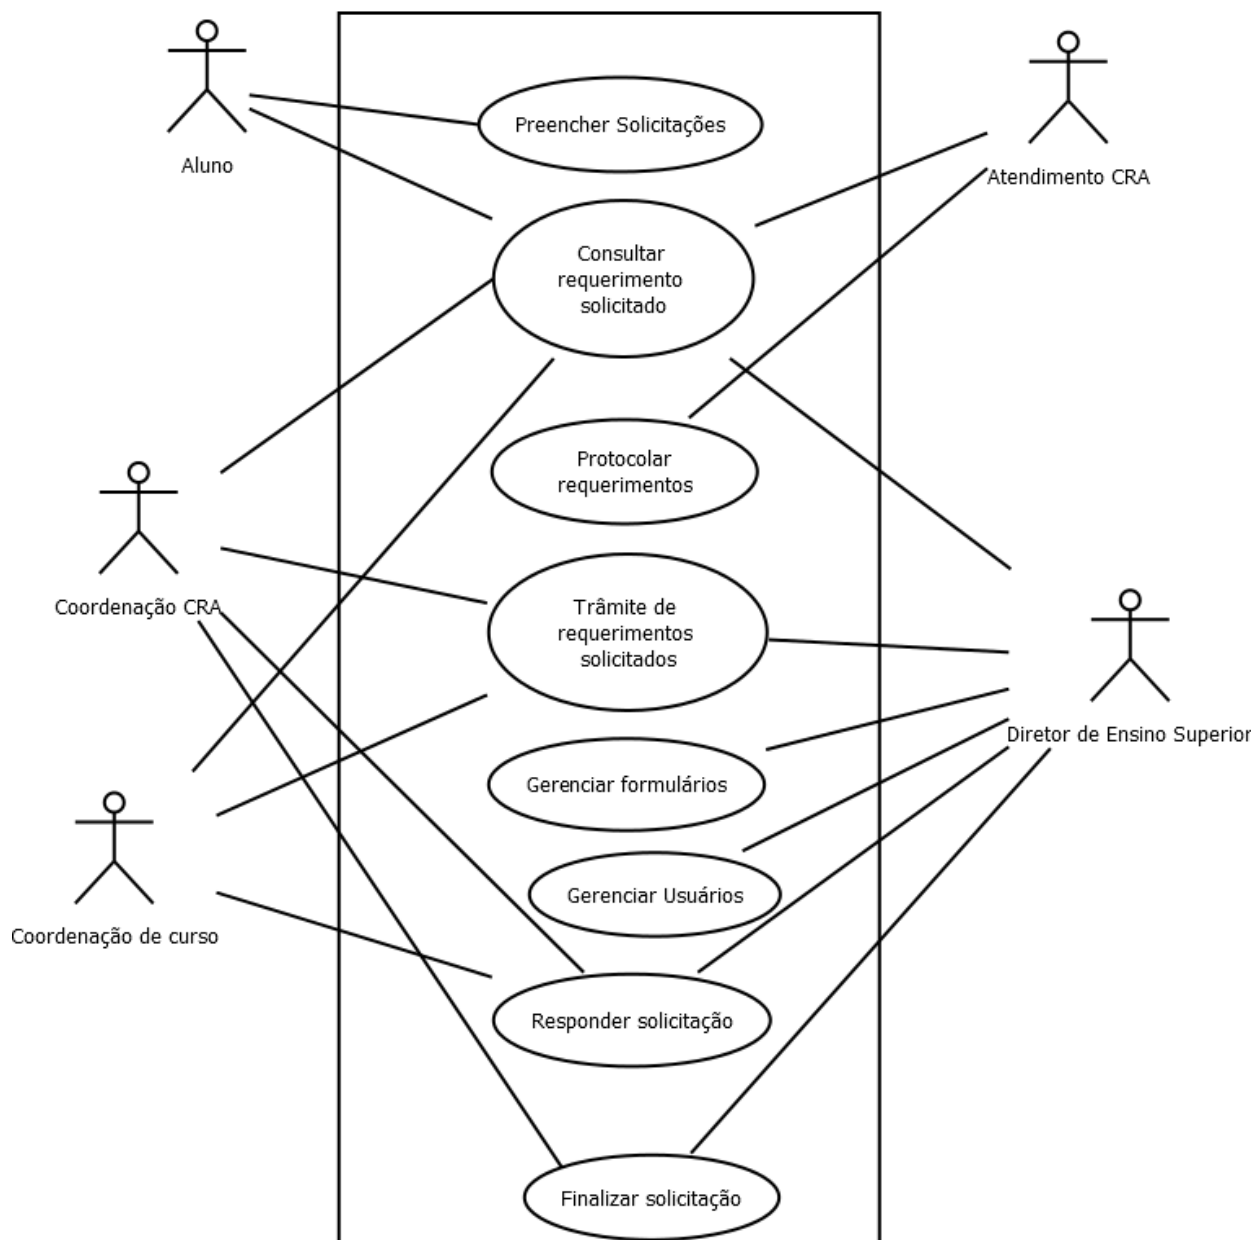 Preencher Solicitações
Aluno
Atendimento CRA
Consultar
requerimento
solicitado
Protocolar
requerimentos
Coordenação CRA
Trâmite de
requerimentos
solicitados
Diretor de Ensino Superior
Gerenciar formulários
Gerenciar Usuários
Coordenação de curso
Responder solicitação
Finalizar solicitação